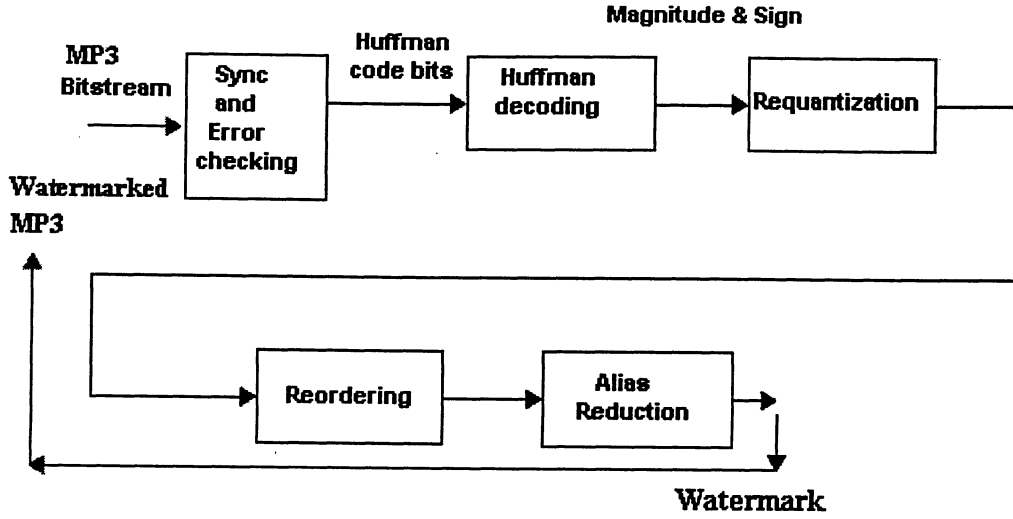 Magnitude & Sign
MP3
Bitstream
Sync
and
Error
checking
Huffman
code bits
Huffman
decoding
Requantization
Watermarked
MP3
Reordering
Alias
Reduction
Watermark